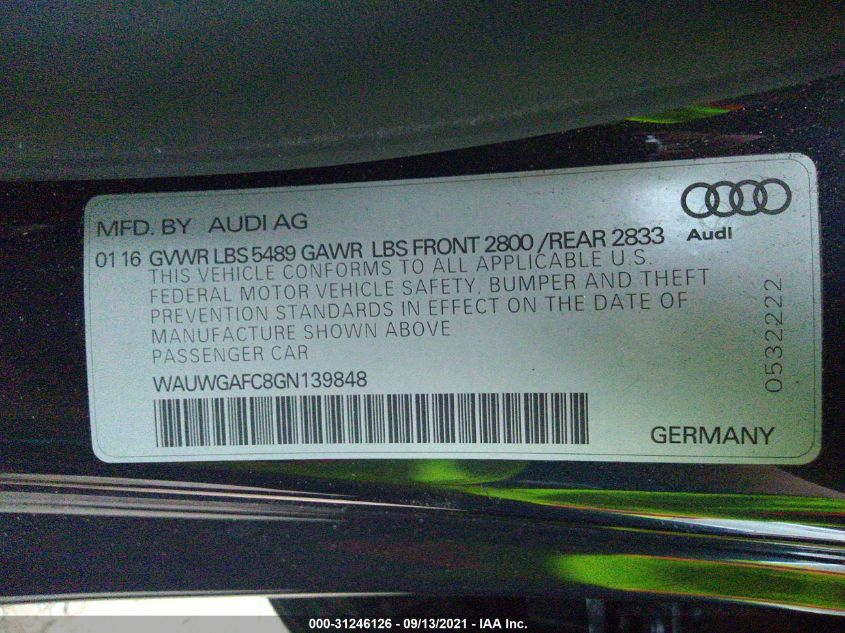 MFD. BY AUDI AG
Audi
01 16 GVWR LBS 5489 GAWR LBS FRONT 2800 /REAR 2833
THIS VEHICLE CONFORMS TO ALL APPLICABLE U.S.
FEDERAL MOTOR VEHICLE SAFETY, BUMPER AND THEFT
PREVENTION STANDARDS IN EFFECT ON THE DATE OF
MANUFACTURE SHOWN ABOVE
PASSENGER CAR
WAUWGAFC8GN139848
0532222
GERMANY
000-31246126 - 09/13/2021 - IAA Inc.